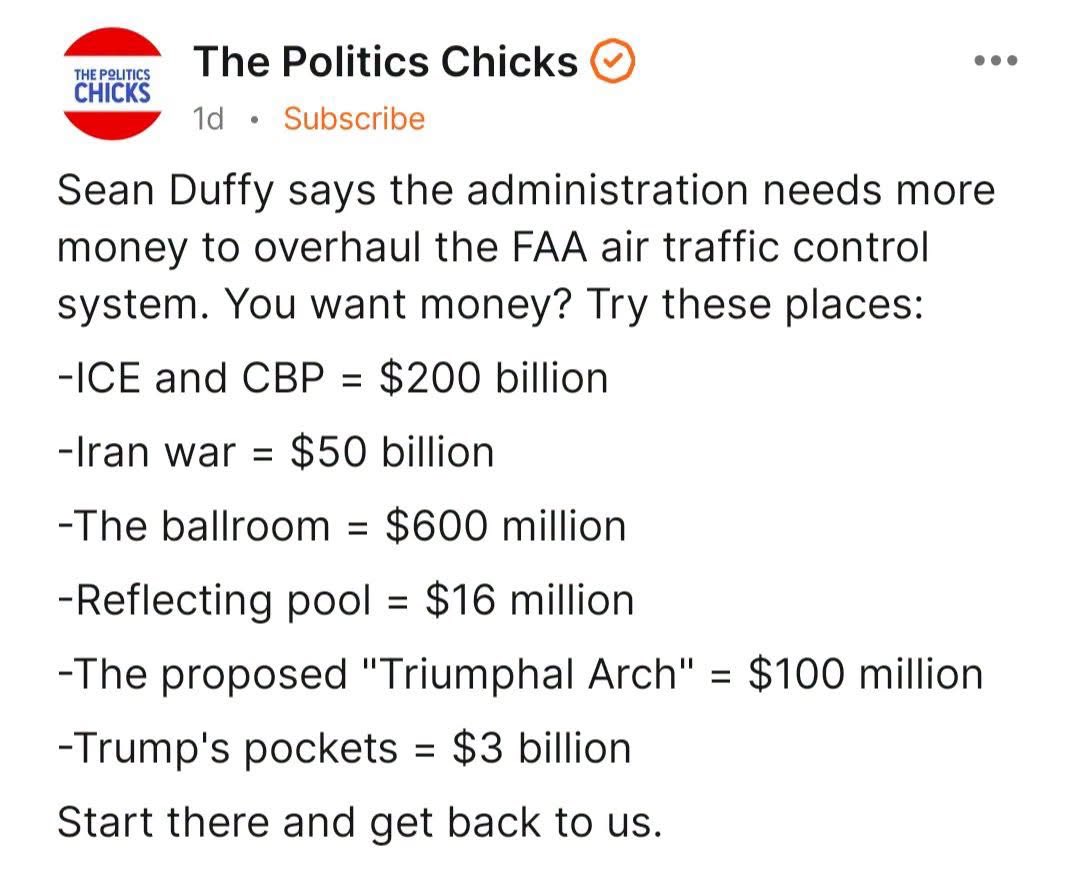 THE POLITICS
CHICKS
The Politics Chicks
1d • Subscribe
Sean Duffy says the administration needs more
money to overhaul the FAA air traffic control
system. You want money? Try these places:
-ICE and CBP = $200 billion
-Iran war = $50 billion
-The ballroom = $600 million
-Reflecting pool = $16 million
-The proposed "Triumphal Arch" = $100 million
-Trump's pockets = $3 billion
Start there and get back to us.